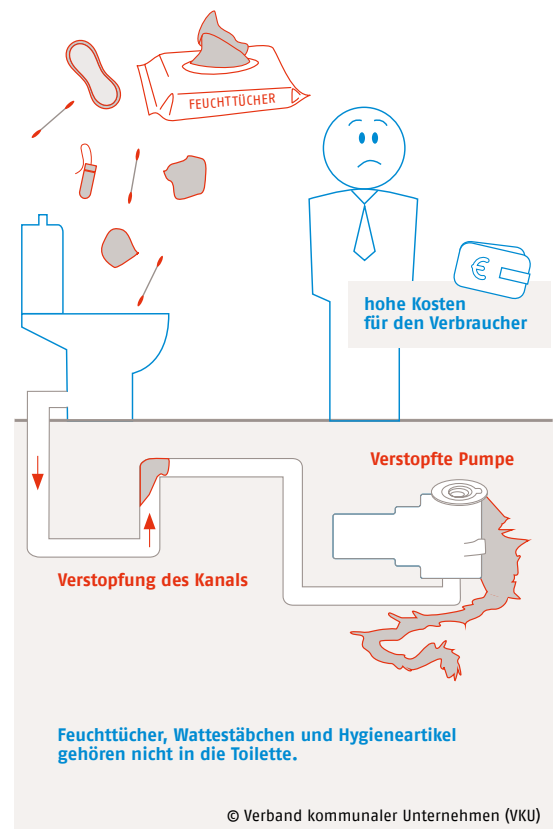 FEUCHTTÜCHER
€
hohe Kosten
für den Verbraucher
Verstopfte Pumpe
Verstopfung des Kanals
Feuchttücher, Wattestäbchen und Hygieneartikel
gehören nicht in die Toilette.
© Verband kommunaler Unternehmen (VKU)